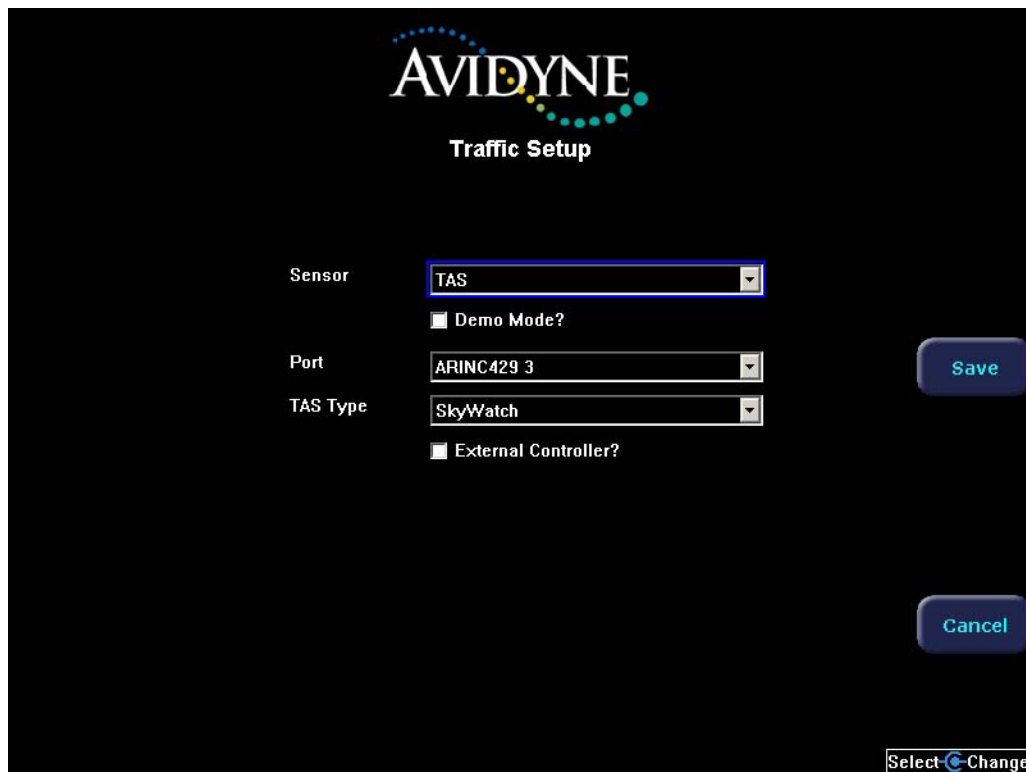 AVIDYNE
Traffic Setup
Sensor TAS
Demo Mode?
Port ARINC429 3
Save
TAS Type SkyWatch
External Controller?
Cancel
Select Change